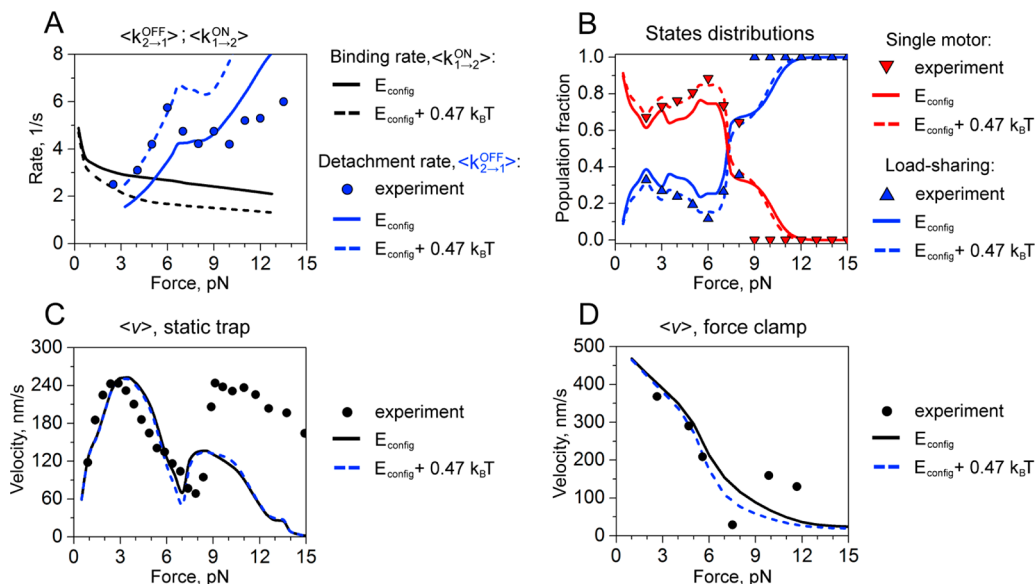 A
<k^OFF_2→1> ; <k^ON_1→2>
Rate, 1/s
8
6
4
2
0
0 3 6 9 12 15
Force, pN
Binding rate,<k^ON_1→2>:
E_config
E_config + 0.47 k_BT
Detachment rate,<k^OFF_2→1>:
experiment
E_config
E_config + 0.47 k_BT
B
States distributions
Population fraction
1.0
0.8
0.6
0.4
0.2
0.0
0 3 6 9 12 15
Force, pN
Single motor:
experiment
E_config
E_config + 0.47 k_BT
Load-sharing:
experiment
E_config
E_config + 0.47 k_BT
C
<v>, static trap
Velocity, nm/s
300
240
180
120
60
0
0 3 6 9 12 15
Force, pN
experiment
E_config
E_config + 0.47 k_BT
D
<v>, force clamp
Velocity, nm/s
500
400
300
200
100
0
0 3 6 9 12 15
Force, pN
experiment
E_config
E_config + 0.47 k_BT